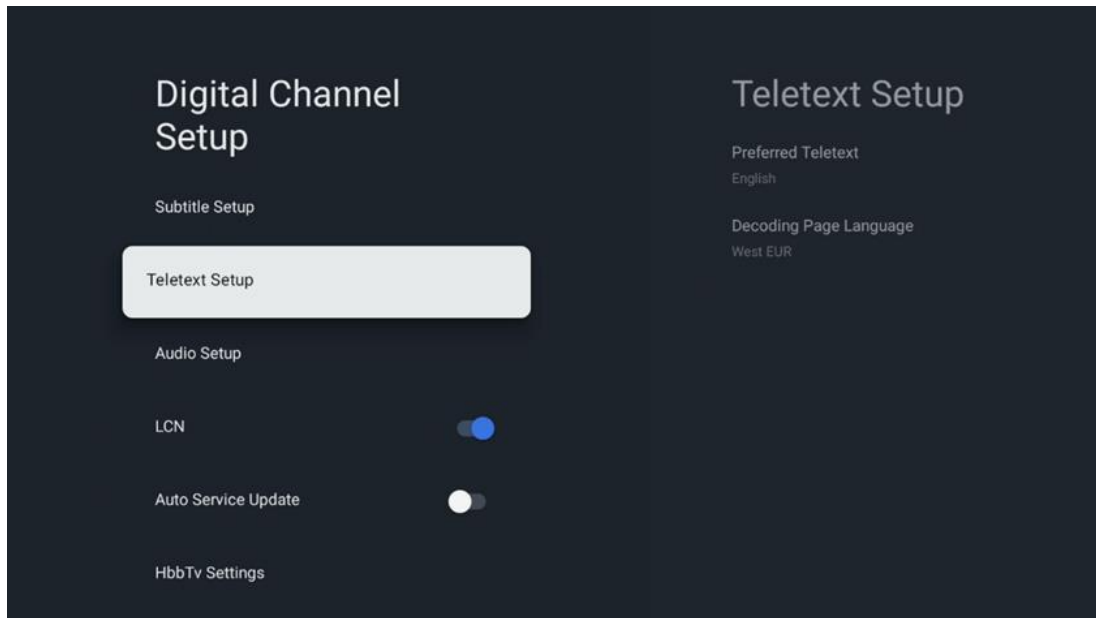 Digital Channel
Setup
Subtitle Setup
Teletext Setup
Audio Setup
LCN
Auto Service Update
HbbTv Settings
Teletext Setup
Preferred Teletext
English
Decoding Page Language
West EUR